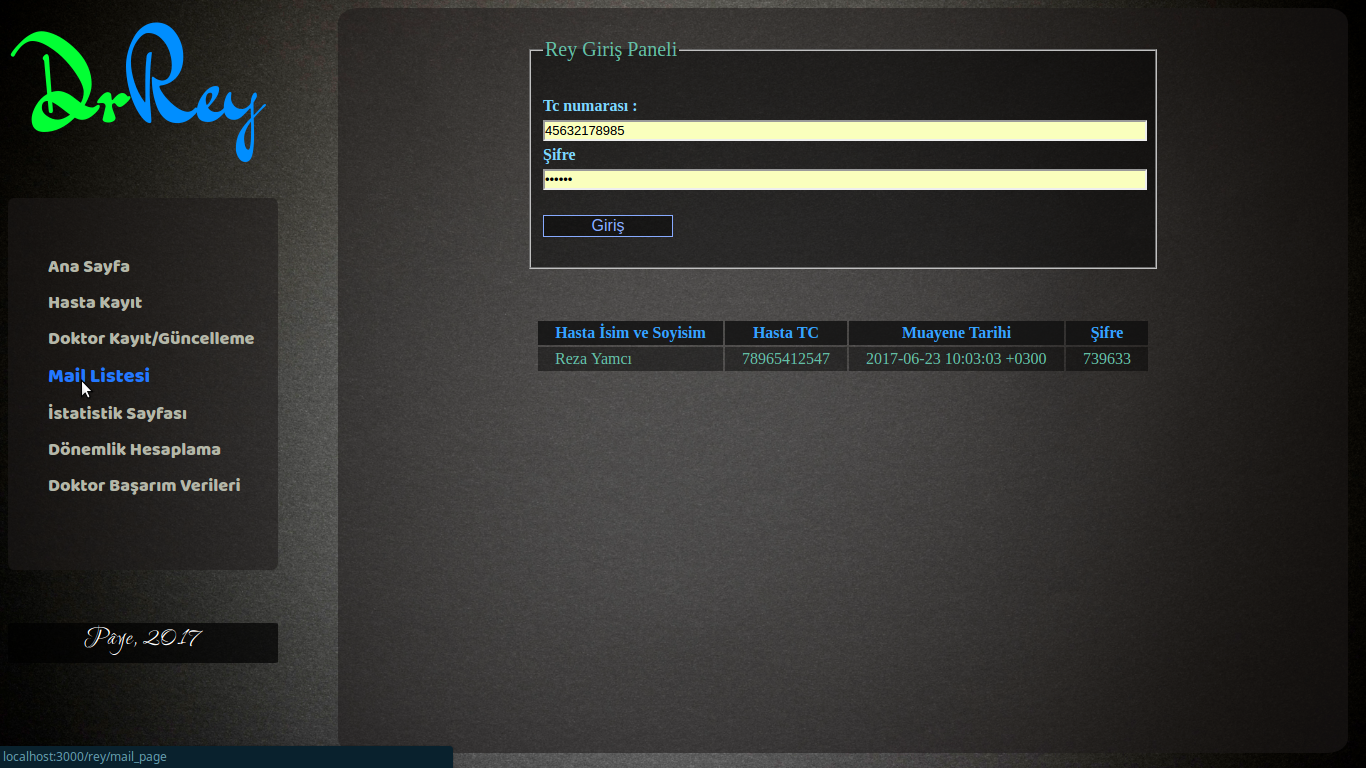 DrRey
Ana Sayfa
Hasta Kayıt
Doktor Kayıt/Güncelleme
Mail Listesi
İstatistik Sayfası
Dönemlik Hesaplama
Doktor Başarım Verileri
Pâye, 2017
Rey Giriş Paneli
Tc numarası :
45632178985
Şifre
••••••
Giriş
Hasta İsim ve Soyisim Hasta TC Muayene Tarihi Şifre
Reza Yamcı 78965412547 2017-06-23 10:03:03 +0300 739633
localhost:3000/rey/mail_page